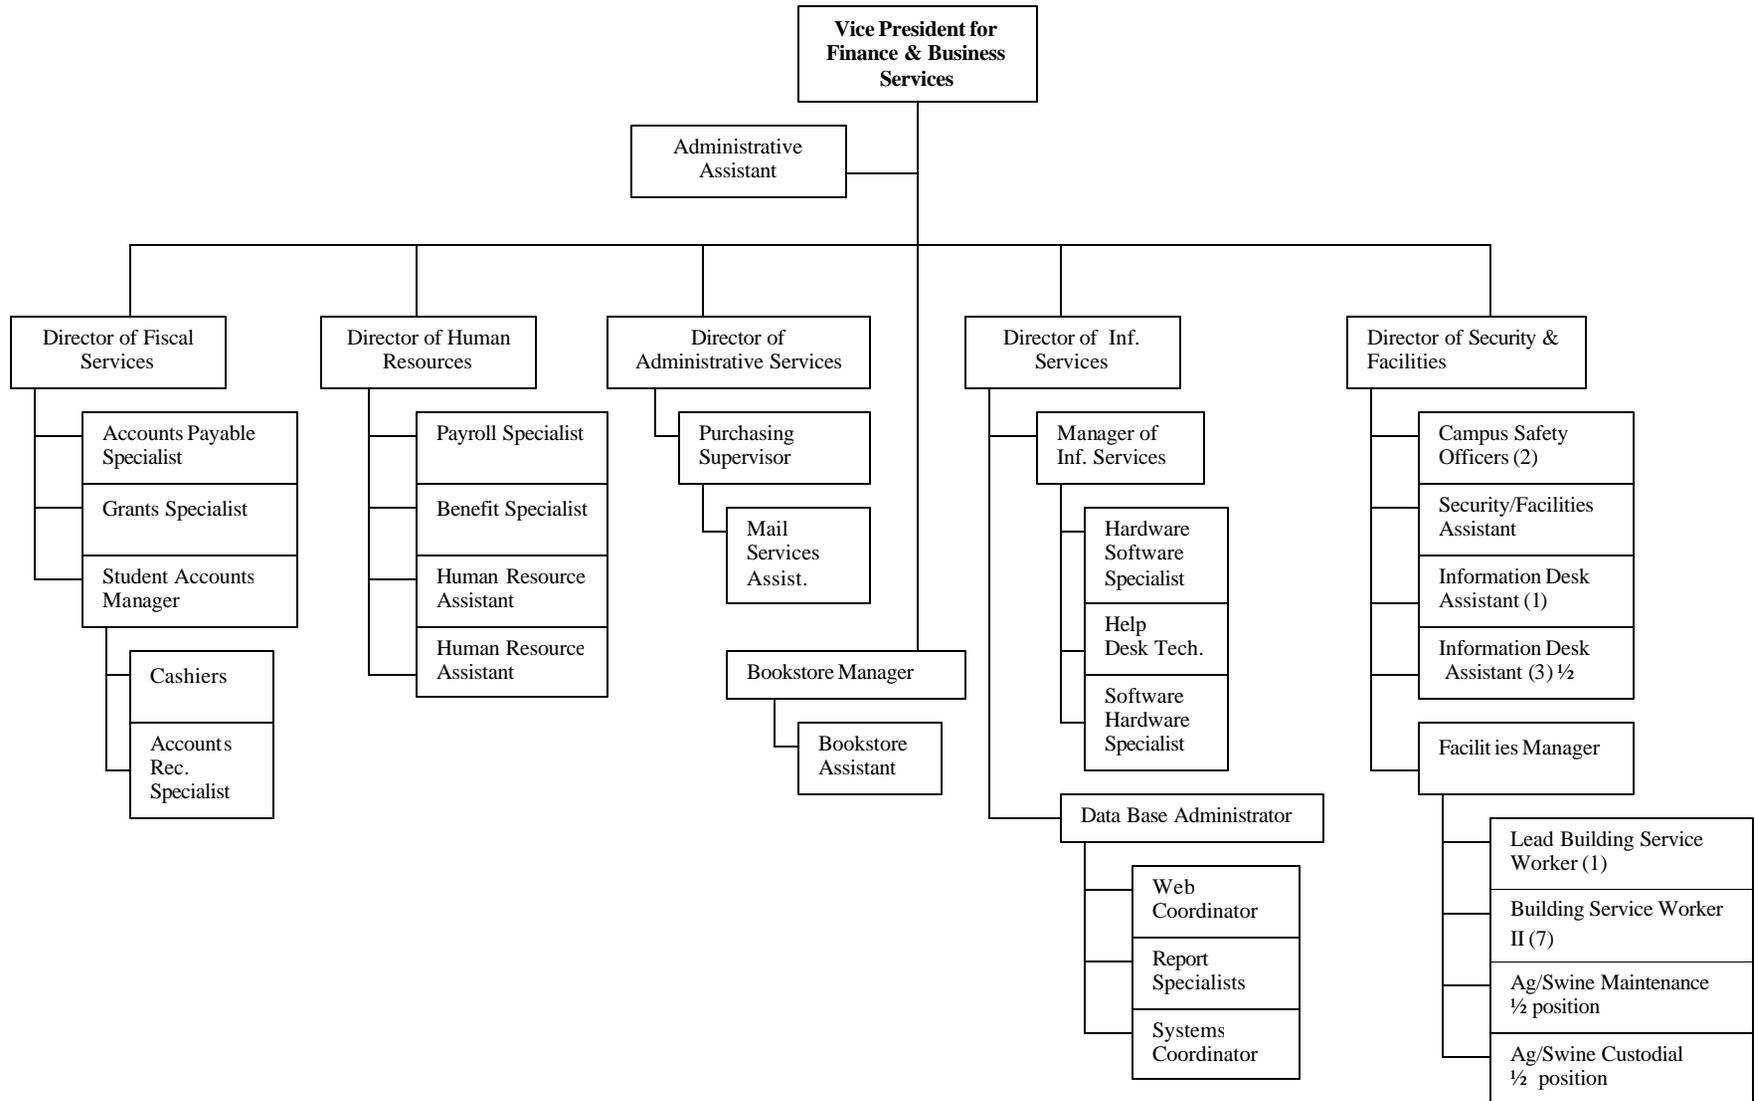 Vice President for
Finance & Business
Services
Administrative
Assistant
Director of Fiscal
Services
Accounts Payable
Specialist
Grants Specialist
Student Accounts
Manager
Cashiers
Accounts
Rec.
Specialist
Director of Human
Resources
Payroll Specialist
Benefit Specialist
Human Resource
Assistant
Human Resource
Assistant
Director of
Administrative Services
Purchasing
Supervisor
Mail
Services
Assist.
Bookstore Manager
Bookstore
Assistant
Director of Inf.
Services
Manager of
Inf. Services
Hardware
Software
Specialist
Help
Desk Tech.
Software
Hardware
Specialist
Data Base Administrator
Web
Coordinator
Report
Specialists
Systems
Coordinator
Director of Security &
Facilities
Campus Safety
Officers (2)
Security/Facilities
Assistant
Information Desk
Assistant (1)
Information Desk
Assistant (3) ½
Facilities Manager
Lead Building Service
Worker (1)
Building Service Worker
II (7)
Ag/Swine Maintenance
½ position
Ag/Swine Custodial
½ position